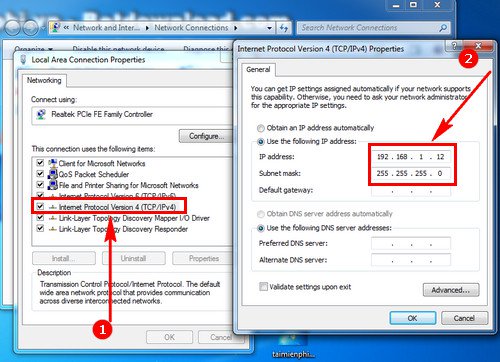 Network and Inter...
Network Connections
Search Network Connections
Organize
Disable this network device
Diagnose this
Local Area Connection Properties
Networking
Connect using:
Realtek PCIe FE Family Controller
Configure...
This connection uses the following items:
Client for Microsoft Networks
QoS Packet Scheduler
File and Printer Sharing for Microsoft Networks
Internet Protocol Version 6 (TCP/IPv6)
Internet Protocol Version 4 (TCP/IPv4)
Link-Layer Topology Discovery Mapper I/O Driver
Link-Layer Topology Discovery Responder
Install...
Uninstall
Properties
Description
Transmission Control Protocol/Internet Protocol. The default
wide area network protocol that provides communication
across diverse interconnected networks.
1
OK
Cancel
Internet Protocol Version 4 (TCP/IPv4) Properties
2
General
You can get IP settings assigned automatically if your network supports
this capability. Otherwise, you need to ask your network administrator
for the appropriate IP settings.
Obtain an IP address automatically
Use the following IP address:
IP address: 192 . 168 . 1 . 12
Subnet mask: 255 . 255 . 255 . 0
Default gateway: . . .
Obtain DNS server address automatically
Use the following DNS server addresses:
Preferred DNS server: . . .
Alternate DNS server: . . .
Validate settings upon exit
Advanced...
OK
Cancel
taimienphi...